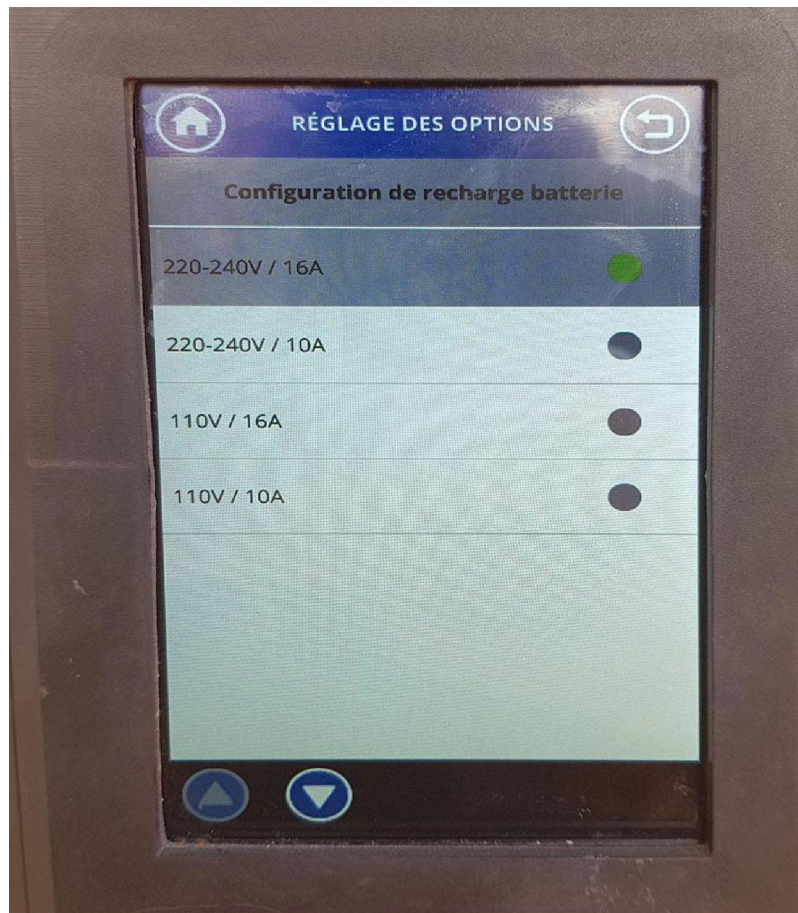 RÉGLAGE DES OPTIONS
Configuration de recharge batterie
220-240V / 16A
220-240V / 10A
110V / 16A
110V / 10A